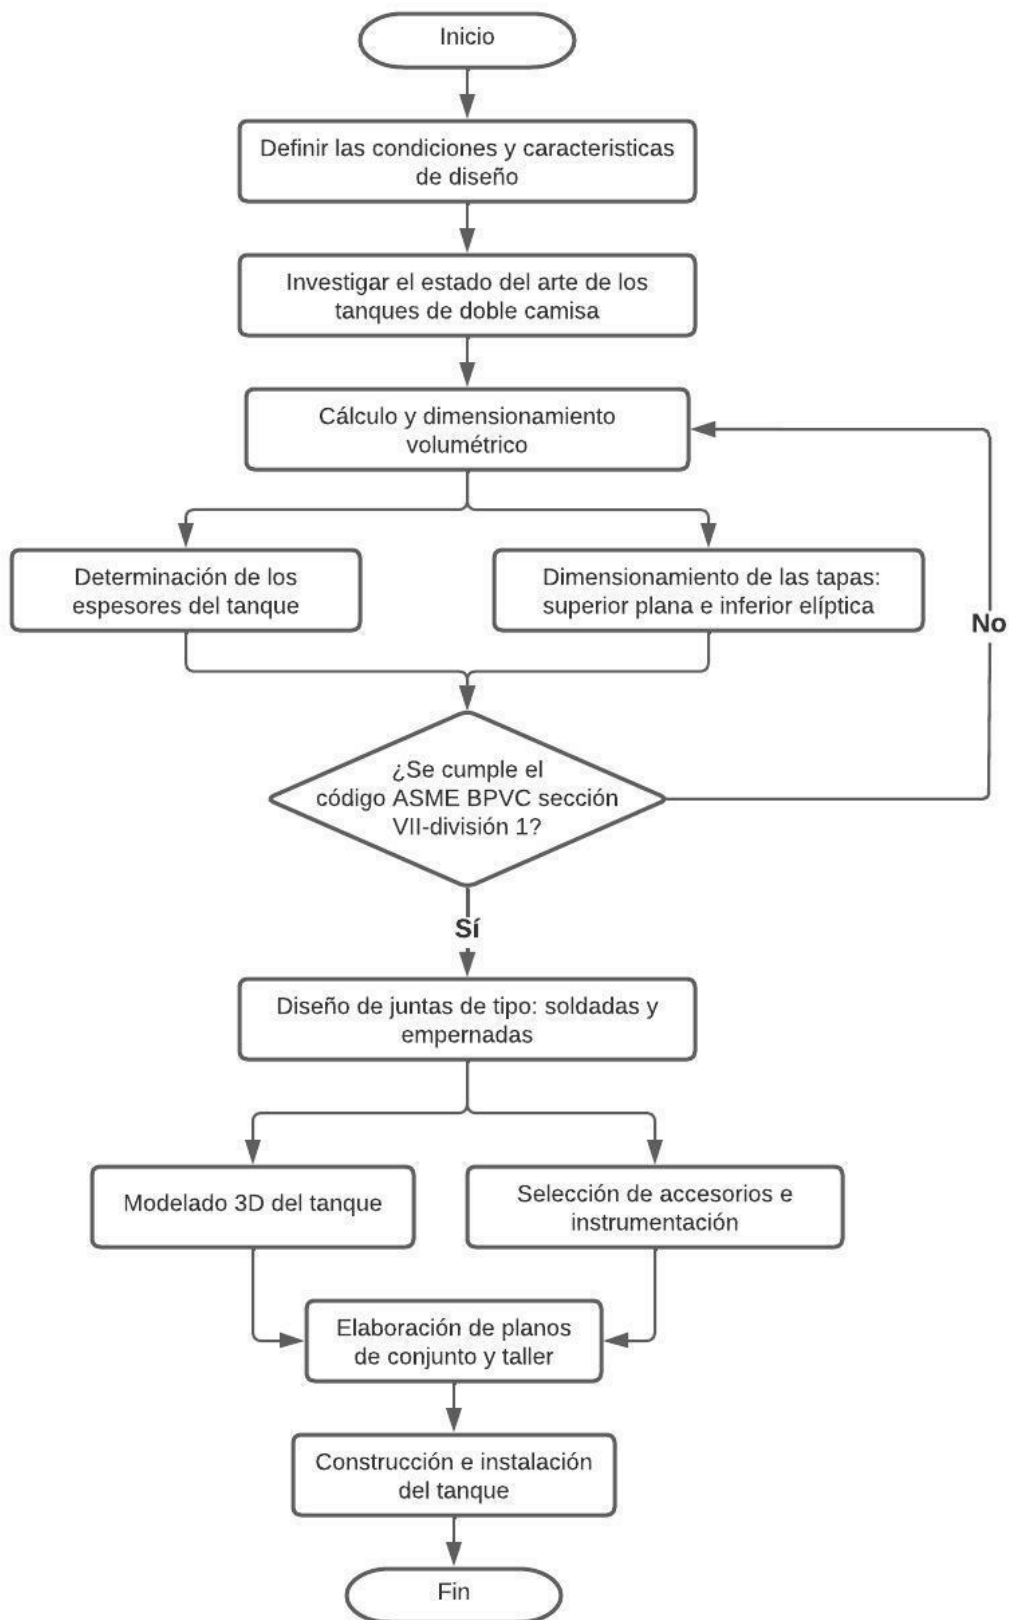 Inicio
Definir las condiciones y caracteristicas
de diseño
Investigar el estado del arte de los
tanques de doble camisa
Cálculo y dimensionamiento
volumétrico
Determinación de los
espesores del tanque
Dimensionamiento de las tapas:
superior plana e inferior elíptica
No
¿Se cumple el
código ASME BPVC sección
VII-división 1?
Sí
Diseño de juntas de tipo: soldadas y
empernadas
Modelado 3D del tanque
Selección de accesorios e
instrumentación
Elaboración de planos
de conjunto y taller
Construcción e instalación
del tanque
Fin